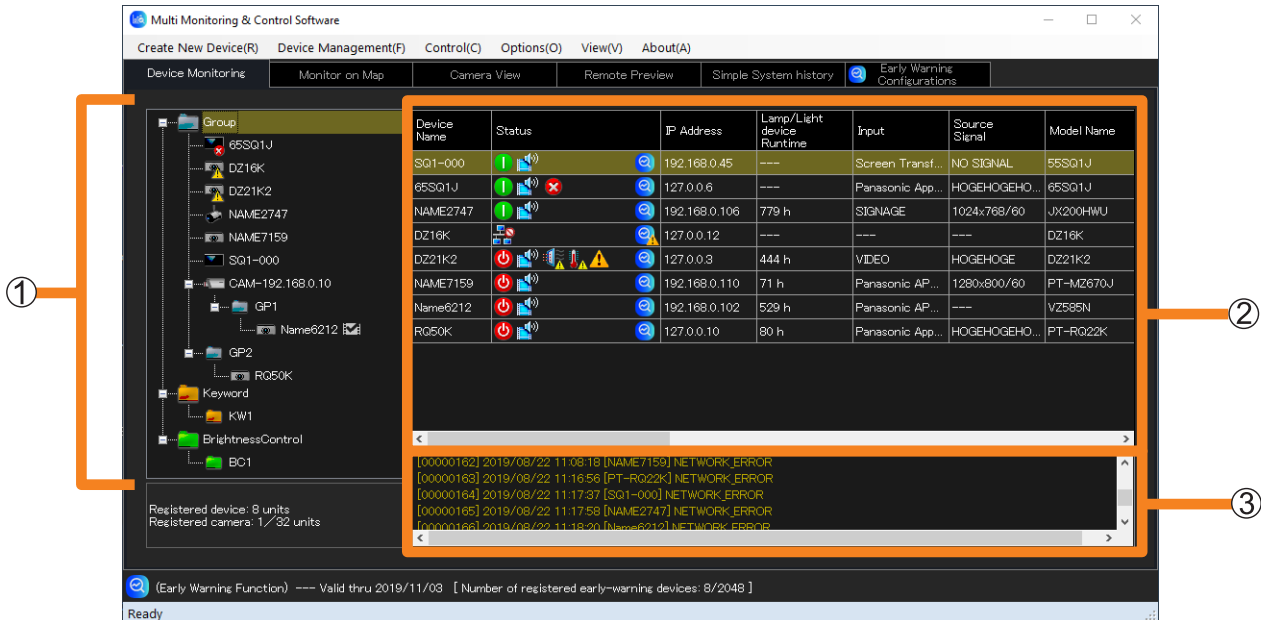 Multi Monitoring & Control Software
Create New Device(R) Device Management(F) Control(C) Options(O) View(V) About(A)
Device Monitoring Monitor on Map Camera View Remote Preview Simple System history Early Warning Configurations
①
Group
65SQ1J
DZ16K
DZ21K2
NAME2747
NAME7159
SQ1-000
CAM-192.168.0.10
GP1
Name6212
GP2
RQ50K
Keyword
KW1
BrightnessControl
BC1
Registered device: 8 units
Registered camera: 1/32 units
Device Name Status IP Address Lamp/Light device Runtime Input Source Signal Model Name
SQ1-000 192.168.0.45 --- Screen Transf... NO SIGNAL 55SQ1J
65SQ1J 127.0.0.6 --- Panasonic App... HOGEHOGEHO... 65SQ1J
NAME2747 192.168.0.106 779 h SIGNAGE 1024x768/60 JX200HWU
DZ16K 127.0.0.12 --- --- --- DZ16K
DZ21K2 127.0.0.3 444 h VIDEO HOGEHOGE DZ21K2
NAME7159 192.168.0.110 71 h Panasonic AP... 1280x800/60 PT-MZ670J
Name6212 192.168.0.102 529 h Panasonic AP... --- VZ585N
RQ50K 127.0.0.10 80 h Panasonic App... HOGEHOGEHO... PT-RQ22K
②
[00000162] 2019/08/22 11:08:18 [NAME7159] NETWORK_ERROR
[00000163] 2019/08/22 11:16:56 [PT-RQ22K] NETWORK_ERROR
[00000164] 2019/08/22 11:17:37 [SQ1-000] NETWORK_ERROR
[00000165] 2019/08/22 11:17:58 [NAME2747] NETWORK_ERROR
[00000166] 2019/08/22 11:18:20 [Name6212] NETWORK_ERROR
③
(Early Warning Function) --- Valid thru 2019/11/03 [ Number of registered early-warning devices: 8/2048 ]
Ready